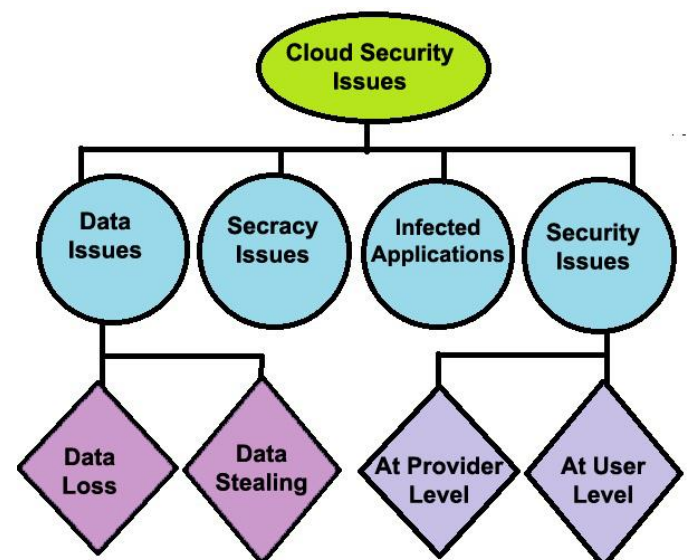 Cloud Security
Issues
Data
Issues
Secracy
Issues
Infected
Applications
Security
Issues
Data
Loss
Data
Stealing
At Provider
Level
At User
Level